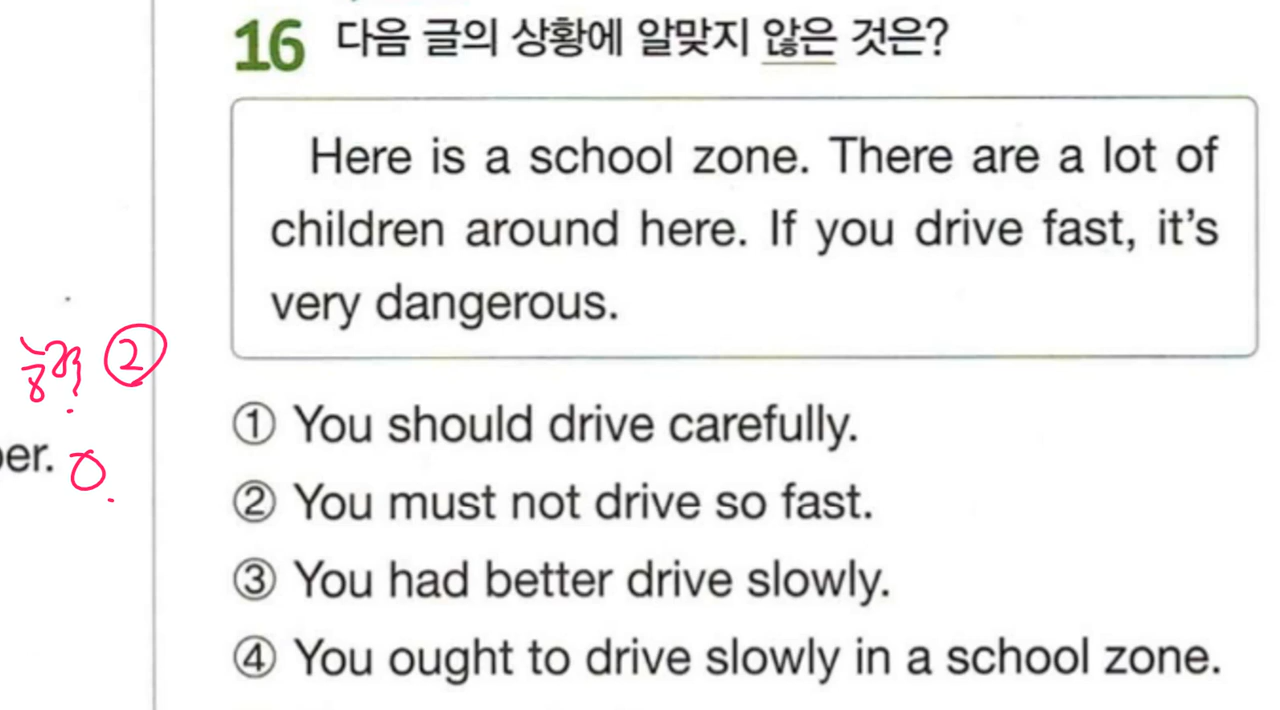 16 다음 글의 상황에 알맞지 않은 것은?
Here is a school zone. There are a lot of
children around here. If you drive fast, it's
very dangerous.
②
① You should drive carefully.
er. O.
② You must not drive so fast.
③ You had better drive slowly.
④ You ought to drive slowly in a school zone.